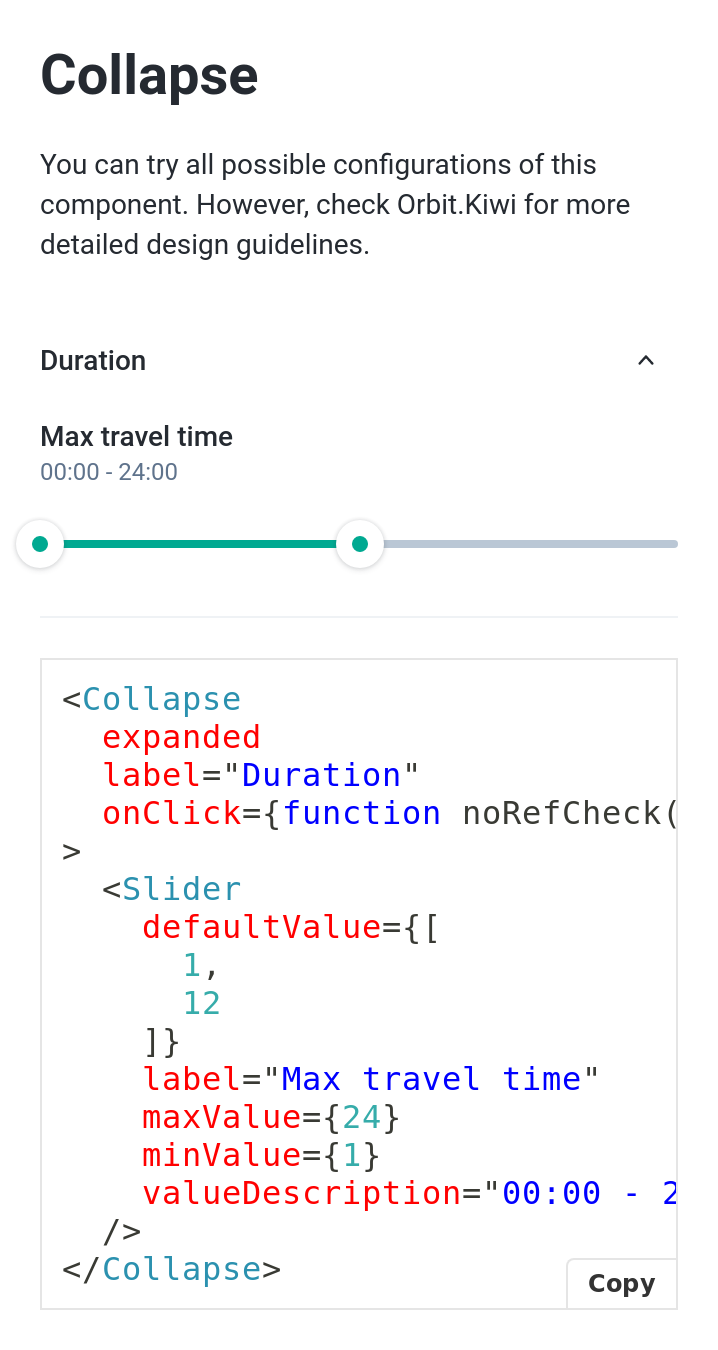 Collapse
You can try all possible configurations of this
component. However, check Orbit.Kiwi for more
detailed design guidelines.
Duration
Max travel time
00:00 - 24:00
<Collapse
  expanded
  label="Duration"
  onClick={function noRefCheck(
>
  <Slider
    defaultValue={[
      1,
      12
    ]}
    label="Max travel time"
    maxValue={24}
    minValue={1}
    valueDescription="00:00 - 2
  />
</Collapse>
Copy